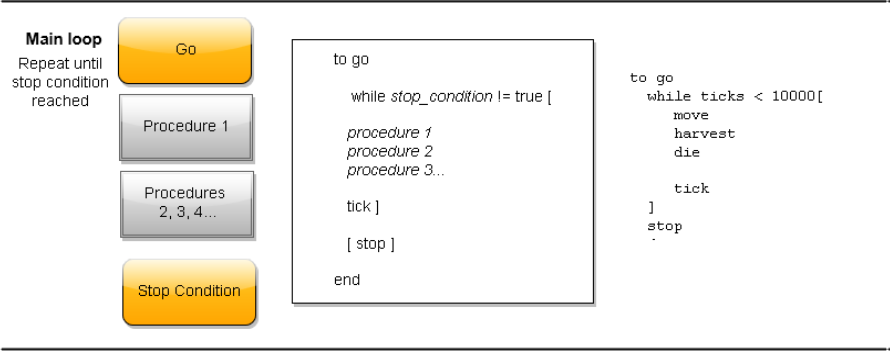 Main loop
Repeat until
stop condition
reached
Go
Procedure 1
Procedures
2, 3, 4...
Stop Condition
to go
while stop_condition != true [
procedure 1
procedure 2
procedure 3...
tick ]
[ stop ]
end
to go
while ticks < 10000[
move
harvest
die
tick
]
stop